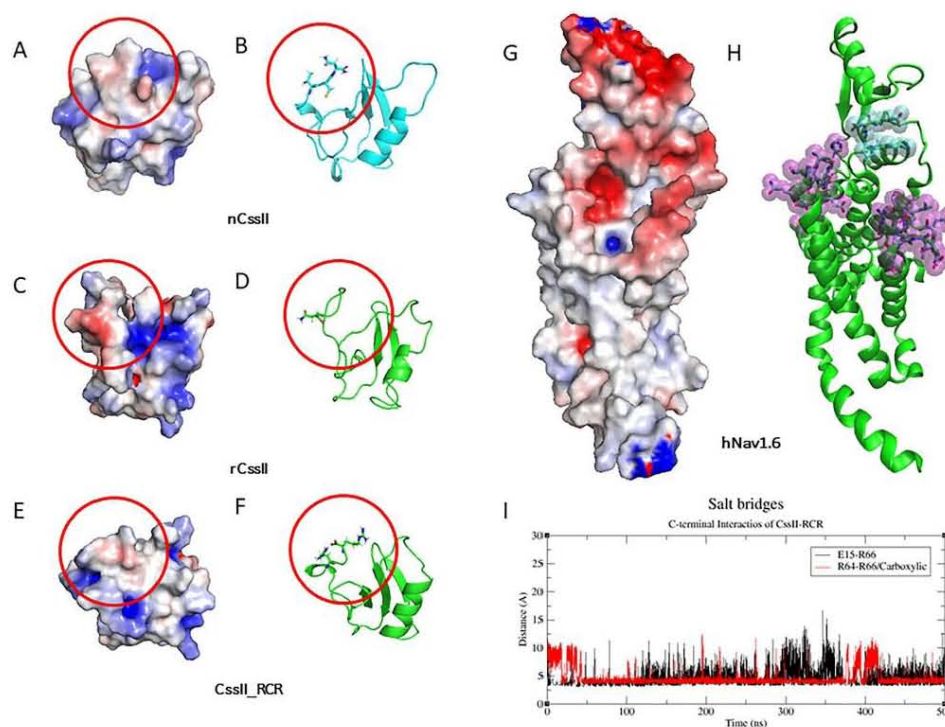 A
B
nCssII
C
D
rCssII
E
F
CssII_RCR
G
H
hNav1.6
I
Salt bridges
C-terminal Interactios of CssII-RCR
E15-R66
R64-R66/Carboxylic
Distance (A)
30
25
20
15
10
5
0
0 100 200 300 400 500
Time (ns)